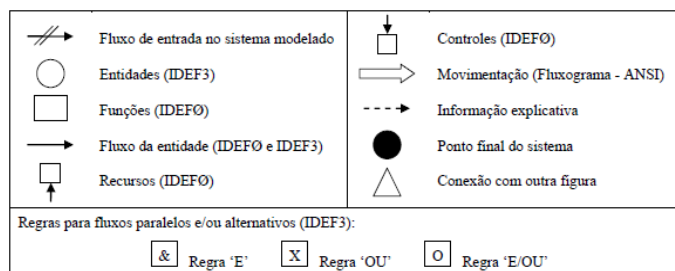 Fluxo de entrada no sistema modelado
Entidades (IDEF3)
Funções (IDEFØ)
Fluxo da entidade (IDEFØ e IDEF3)
Recursos (IDEFØ)
Controles (IDEFØ)
Movimentação (Fluxograma - ANSI)
Informação explicativa
Ponto final do sistema
Conexão com outra figura
Regras para fluxos paralelos e/ou alternativos (IDEF3):
& Regra ‘E’ X Regra ‘OU’ O Regra ‘E/OU’